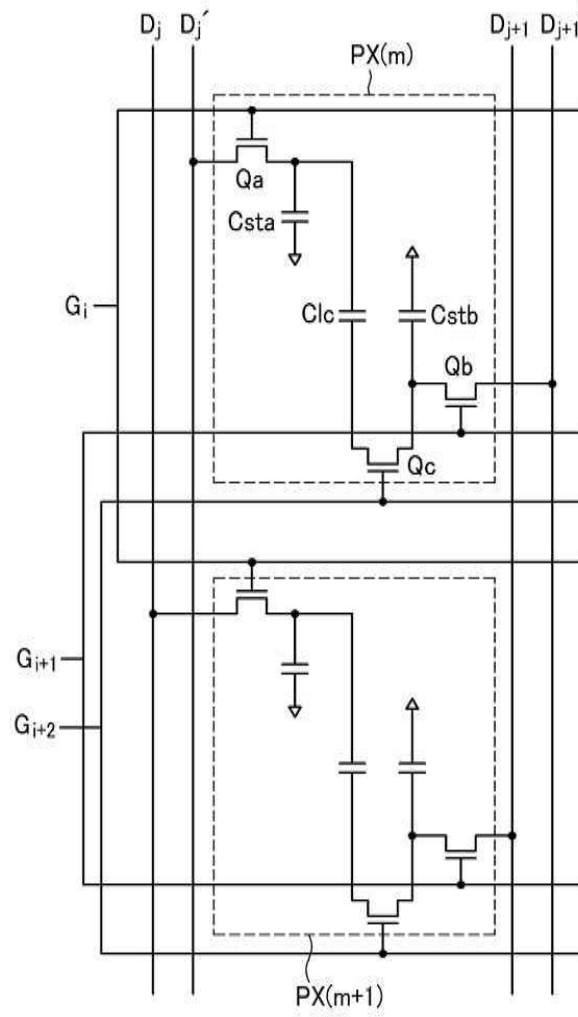 Dj Dj′ Dj+1 Dj+1
PX(m)
Qa
Csta
Gi
Clc
Cstb
Qb
Qc
Gi+1
Gi+2
PX(m+1)